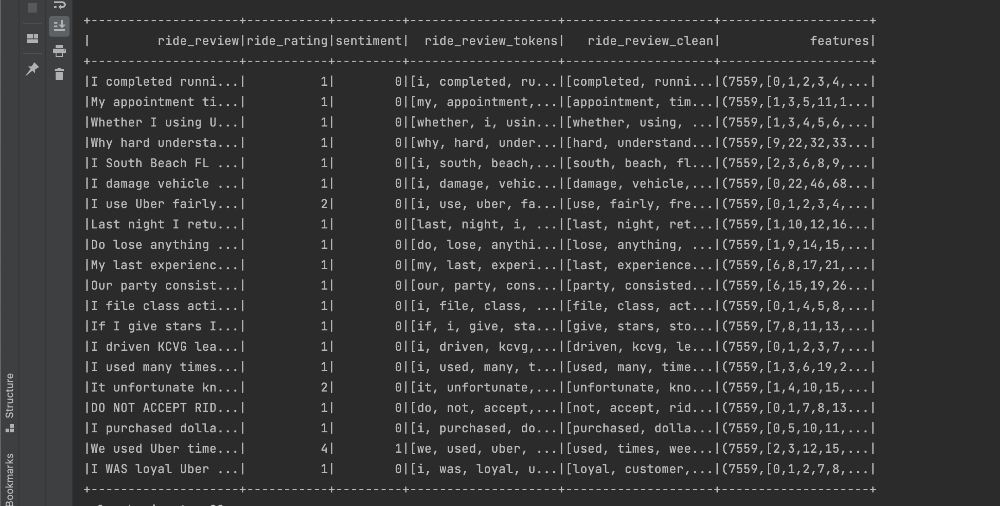 +--------------------+-----------+---------+--------------------+--------------------+--------------------+
|         ride_review|ride_rating|sentiment|  ride_review_tokens|   ride_review_clean|            features|
+--------------------+-----------+---------+--------------------+--------------------+--------------------+
|I completed runni...|          1|        0|[i, completed, ru...|[completed, runni...|(7559,[0,1,2,3,4,...|
|My appointment ti...|          1|        0|[my, appointment,...|[appointment, tim...|(7559,[1,3,5,11,1...|
|Whether I using U...|          1|        0|[whether, i, usin...|[whether, using, ...|(7559,[1,3,4,5,6,...|
|Why hard understa...|          1|        0|[why, hard, under...|[hard, understand...|(7559,[9,22,32,33...|
|I South Beach FL ...|          1|        0|[i, south, beach,...|[south, beach, fl...|(7559,[2,3,6,8,9,...|
|I damage vehicle ...|          1|        0|[i, damage, vehic...|[damage, vehicle,...|(7559,[0,22,46,68...|
|I use Uber fairly...|          2|        0|[i, use, uber, fa...|[use, fairly, fre...|(7559,[0,1,2,3,4,...|
|Last night I retu...|          1|        0|[last, night, i, ...|[last, night, ret...|(7559,[1,10,12,16...|
|Do lose anything ...|          1|        0|[do, lose, anythi...|[lose, anything, ...|(7559,[1,9,14,15,...|
|My last experienc...|          1|        0|[my, last, experi...|[last, experience...|(7559,[6,8,17,21,...|
|Our party consist...|          1|        0|[our, party, cons...|[party, consisted...|(7559,[6,15,19,26...|
|I file class acti...|          1|        0|[i, file, class, ...|[file, class, act...|(7559,[0,1,4,5,8,...|
|If I give stars I...|          1|        0|[if, i, give, sta...|[give, stars, sto...|(7559,[7,8,11,13,...|
|I driven KCVG lea...|          1|        0|[i, driven, kcvg,...|[driven, kcvg, le...|(7559,[0,1,2,3,7,...|
|I used many times...|          1|        0|[i, used, many, t...|[used, many, time...|(7559,[1,3,6,19,2...|
|It unfortunate kn...|          2|        0|[it, unfortunate,...|[unfortunate, kno...|(7559,[1,4,10,15,...|
|DO NOT ACCEPT RID...|          1|        0|[do, not, accept,...|[not, accept, rid...|(7559,[0,1,7,8,13...|
|I purchased dolla...|          1|        0|[i, purchased, do...|[purchased, dolla...|(7559,[0,5,10,11,...|
|We used Uber time...|          4|        1|[we, used, uber, ...|[used, times, wee...|(7559,[2,3,12,15,...|
|I WAS loyal Uber ...|          1|        0|[i, was, loyal, u...|[loyal, customer,...|(7559,[0,1,2,7,8,...|
+--------------------+-----------+---------+--------------------+--------------------+--------------------+
Structure
Bookmarks